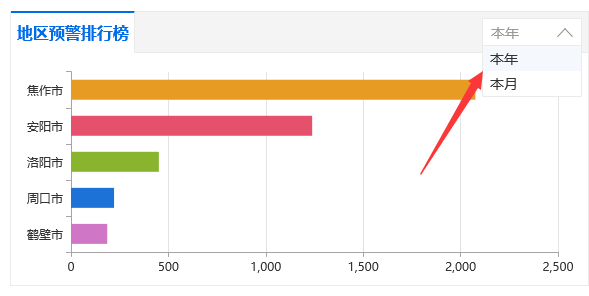 地区预警排行榜
本年
本年
本月
焦作市
安阳市
洛阳市
周口市
鹤壁市
0 500 1,000 1,500 2,000 2,500